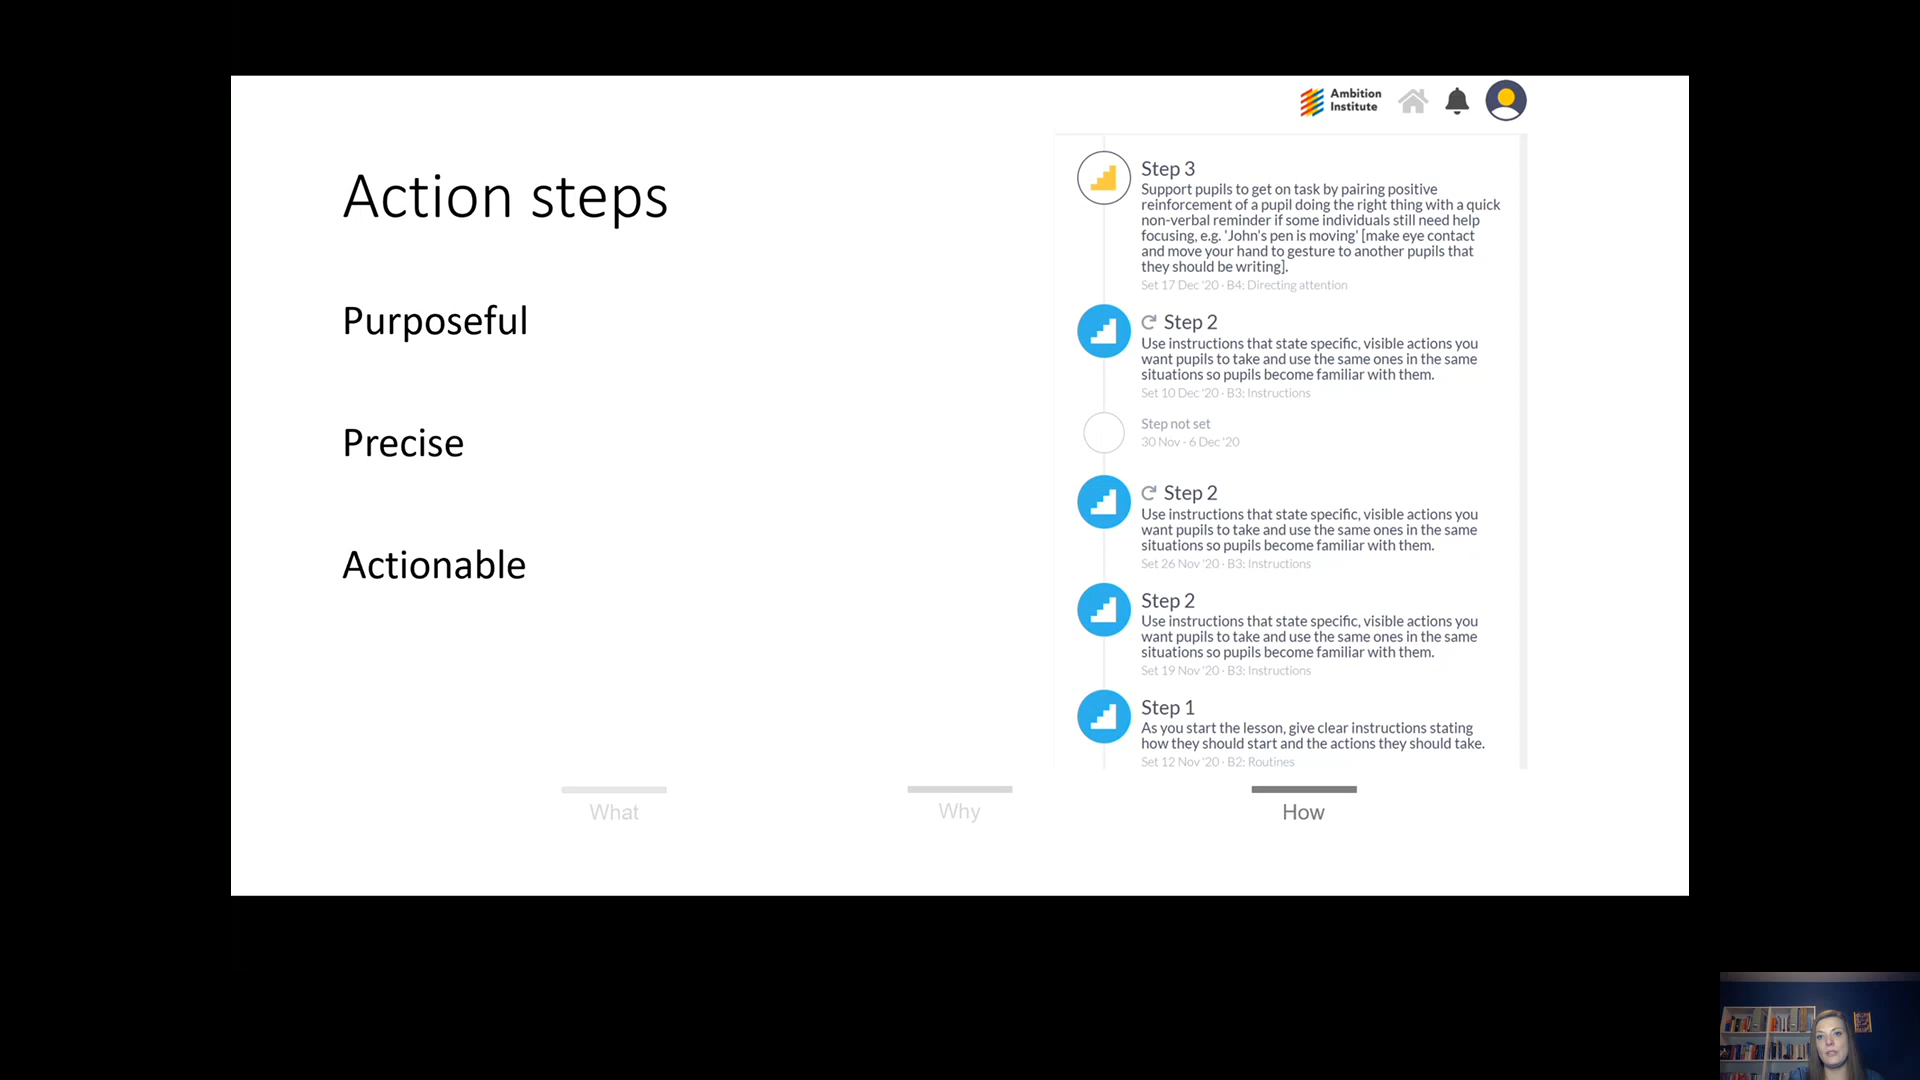 Ambition
Institute
Action steps
Purposeful
Precise
Actionable
Step 3
Support pupils to get on task by pairing positive
reinforcement of a pupil doing the right thing with a quick
non-verbal reminder if some individuals still need help
focusing, e.g. 'John's pen is moving' [make eye contact
and move your hand to gesture to another pupils that
they should be writing].
Set 17 Dec '20 · B4: Directing attention
Step 2
Use instructions that state specific, visible actions you
want pupils to take and use the same ones in the same
situations so pupils become familiar with them.
Set 10 Dec '20 · B3: Instructions
Step not set
30 Nov - 6 Dec '20
Step 2
Use instructions that state specific, visible actions you
want pupils to take and use the same ones in the same
situations so pupils become familiar with them.
Set 26 Nov '20 · B3: Instructions
Step 2
Use instructions that state specific, visible actions you
want pupils to take and use the same ones in the same
situations so pupils become familiar with them.
Set 19 Nov '20 · B3: Instructions
Step 1
As you start the lesson, give clear instructions stating
how they should start and the actions they should take.
Set 12 Nov '20 · B2: Routines
What
Why
How